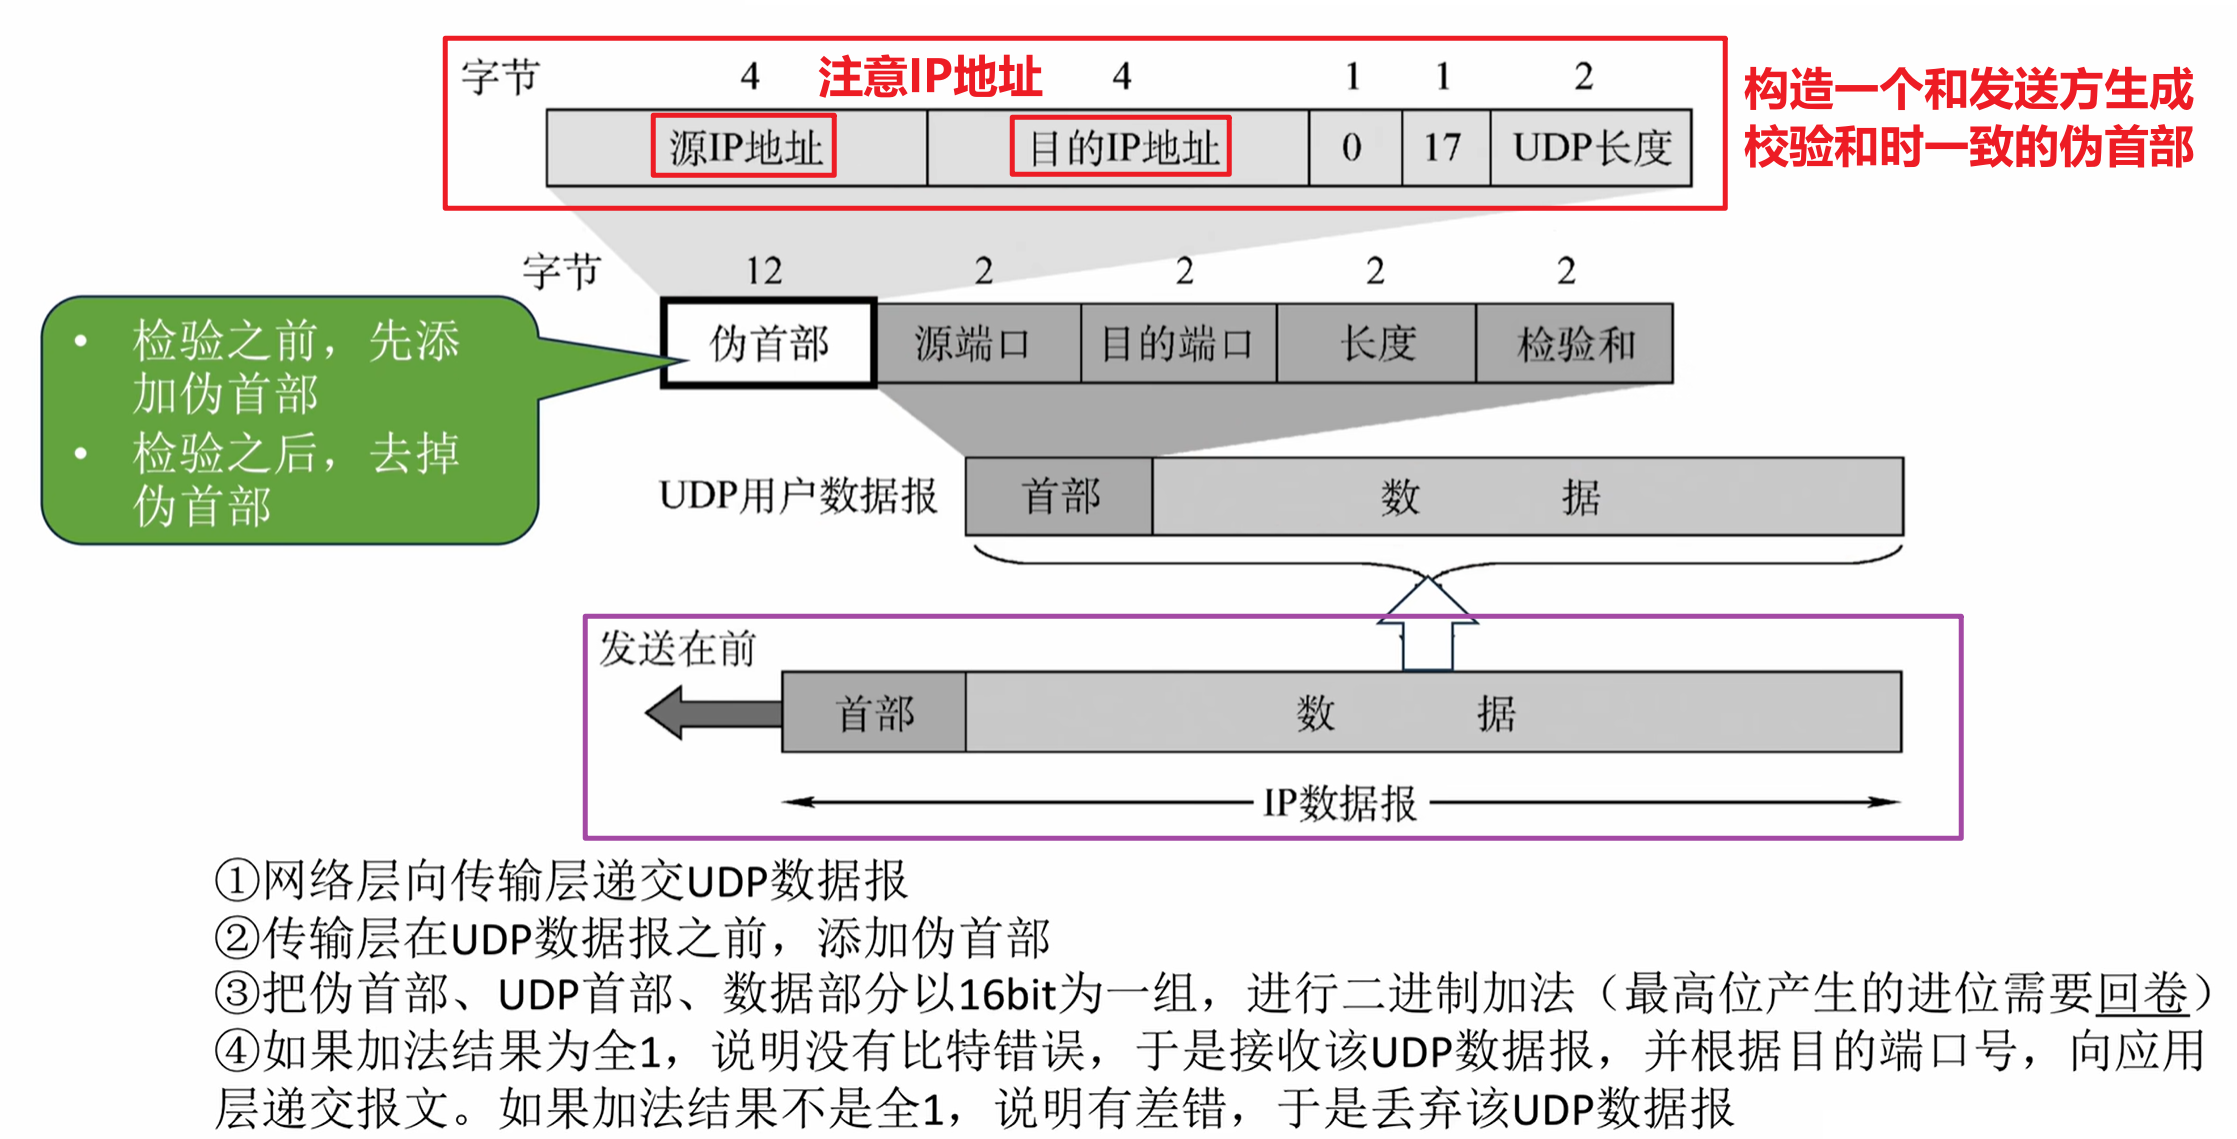 字节 4 注意IP地址 4 1 1 2
源IP地址 目的IP地址 0 17 UDP长度
构造一个和发送方生成
校验和时一致的伪首部
字节 12 2 2 2 2
伪首部 源端口 目的端口 长度 检验和
• 检验之前，先添
加伪首部
• 检验之后，去掉
伪首部
UDP用户数据报 首部 数 据
发送在前
首部 数 据
IP数据报
①网络层向传输层递交UDP数据报
②传输层在UDP数据报之前，添加伪首部
③把伪首部、UDP首部、数据部分以16bit为一组，进行二进制加法（最高位产生的进位需要回卷）
④如果加法结果为全1，说明没有比特错误，于是接收该UDP数据报，并根据目的端口号，向应用
层递交报文。如果加法结果不是全1，说明有差错，于是丢弃该UDP数据报